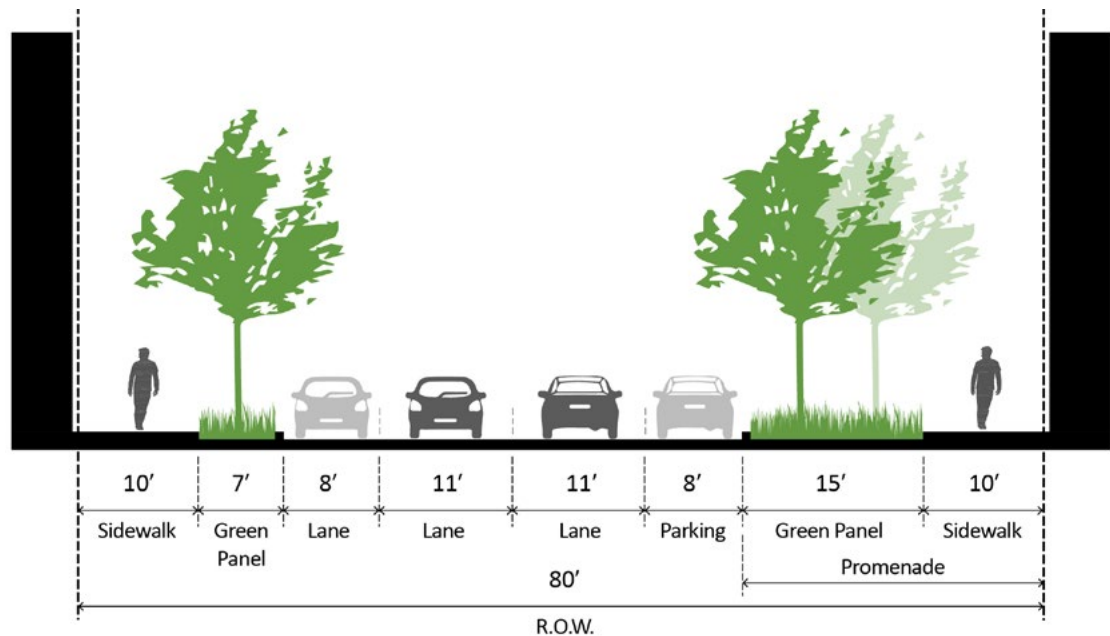 10’ 7’ 8’ 11’ 11’ 8’ 15’ 10’
Sidewalk Green Lane Lane Lane Parking Green Panel Sidewalk
Panel
Promenade
80’
R.O.W.